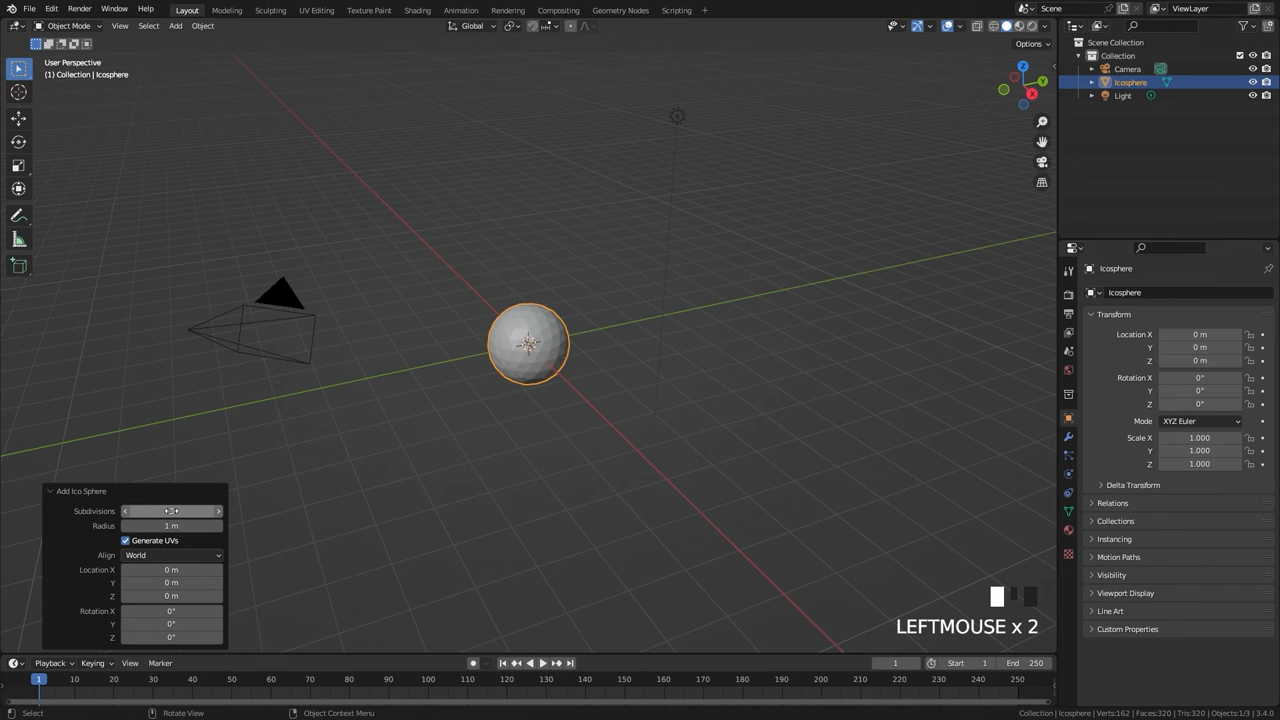 File Edit Render Window Help Layout Modeling Sculpting UV Editing Texture Paint Shading Animation Rendering Compositing Geometry Nodes Scripting + Scene ViewLayer
Object Mode View Select Add Object Global
Options
User Perspective
(1) Collection | Icosphere
Z
Y
X
Scene Collection
Collection
Camera
Icosphere
Light
Icosphere
Icosphere
Transform
Location X 0 m
Y 0 m
Z 0 m
Rotation X 0°
Y 0°
Z 0°
Mode XYZ Euler
Scale X 1.000
Y 1.000
Z 1.000
Delta Transform
Relations
Collections
Instancing
Motion Paths
Visibility
Viewport Display
Line Art
Custom Properties
Add Ico Sphere
Subdivisions
Radius 1 m
Generate UVs
Align World
Location X 0 m
Y 0 m
Z 0 m
Rotation X 0°
Y 0°
Z 0°
LEFTMOUSE x 2
Playback Keying View Marker 1 Start 1 End 250
1 10 20 30 40 50 60 70 80 90 100 110 120 130 140 150 160 170 180 190 200 210 220 230 240 250
Select Rotate View Object Context Menu Collection | Icosphere | Verts:162 | Faces:320 | Tris:320 | Objects:1/3 | 3.4.0